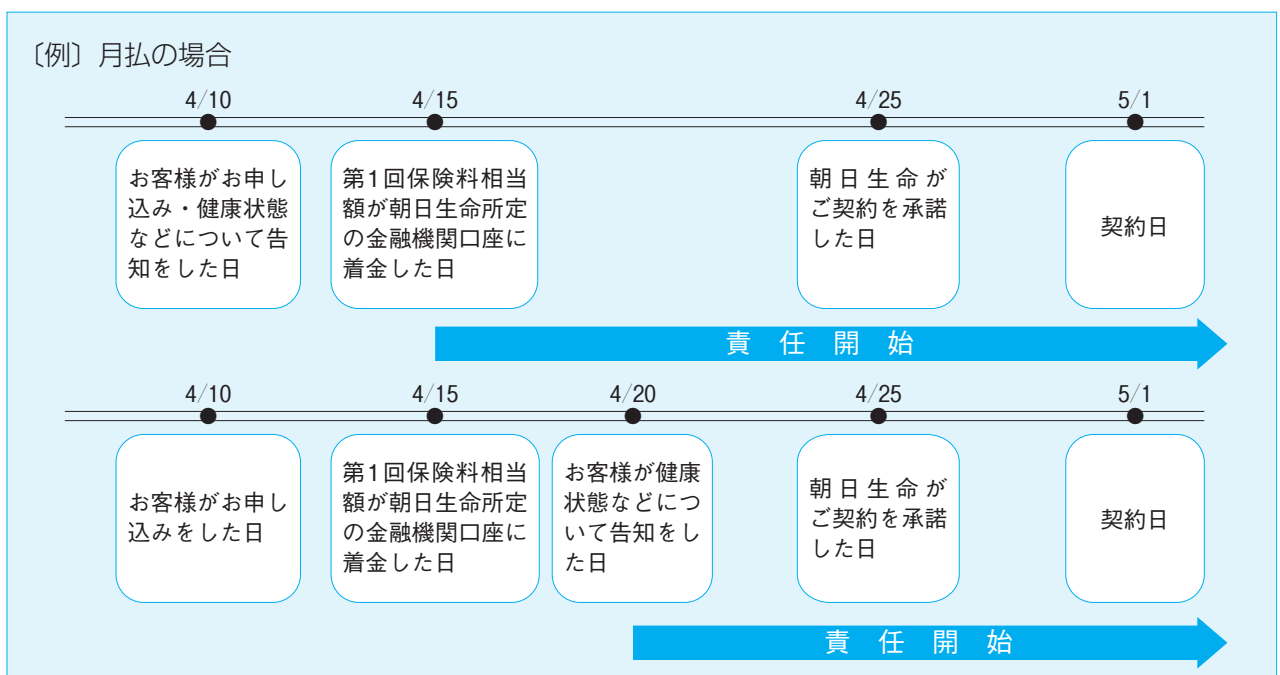 〔例〕月払の場合
4/10
4/15
4/25
5/1
お客様がお申し
込み・健康状態
などについて告
知をした日
第1回保険料相当
額が朝日生命所定
の金融機関口座に
着金した日
朝日生命が
ご契約を承諾
した日
契約日
責任開始
4/10
4/15
4/20
4/25
5/1
お客様がお申し
込みをした日
第1回保険料相当
額が朝日生命所定
の金融機関口座に
着金した日
お客様が健康
状態などにつ
いて告知をし
た日
朝日生命が
ご契約を承諾
した日
契約日
責任開始